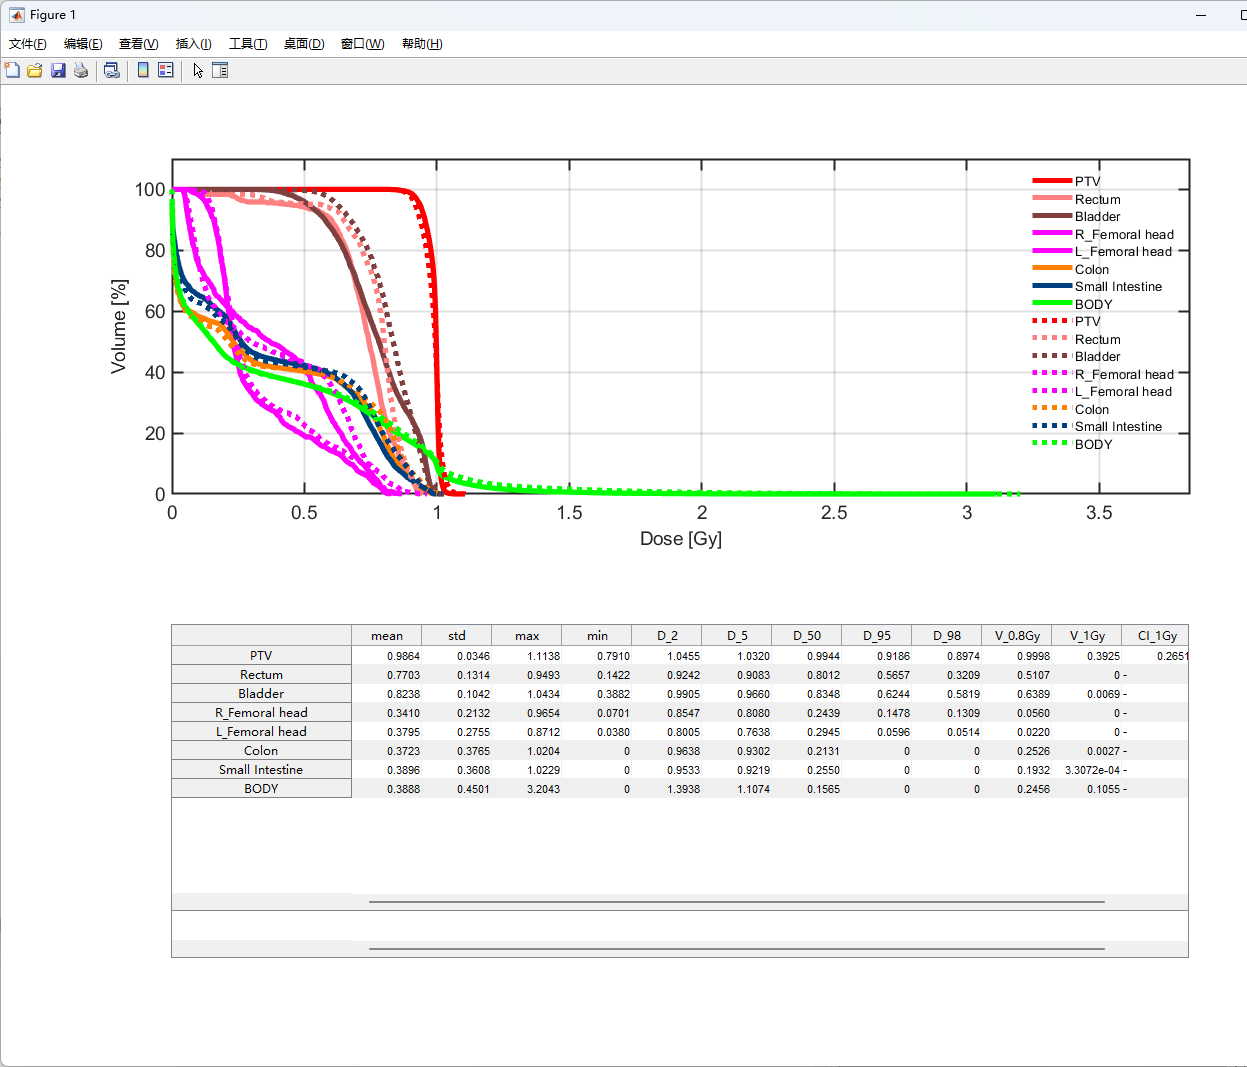 Figure 1
文件(F) 编辑(E) 查看(V) 插入(I) 工具(T) 桌面(D) 窗口(W) 帮助(H)
100
80
60
40
20
0
Volume [%]
0 0.5 1 1.5 2 2.5 3 3.5
Dose [Gy]
PTV
Rectum
Bladder
R_Femoral head
L_Femoral head
Colon
Small Intestine
BODY
PTV
Rectum
Bladder
R_Femoral head
L_Femoral head
Colon
Small Intestine
BODY
mean std max min D_2 D_5 D_50 D_95 D_98 V_0.8Gy V_1Gy CI_1Gy
PTV 0.9864 0.0346 1.1138 0.7910 1.0455 1.0320 0.9944 0.9186 0.8974 0.9998 0.3925 0.2651
Rectum 0.7703 0.1314 0.9493 0.1422 0.9242 0.9083 0.8012 0.5657 0.3209 0.5107 0 -
Bladder 0.8238 0.1042 1.0434 0.3882 0.9905 0.9660 0.8348 0.6244 0.5819 0.6389 0.0069 -
R_Femoral head 0.3410 0.2132 0.9654 0.0701 0.8547 0.8080 0.2439 0.1478 0.1309 0.0560 0 -
L_Femoral head 0.3795 0.2755 0.8712 0.0380 0.8005 0.7638 0.2945 0.0596 0.0514 0.0220 0 -
Colon 0.3723 0.3765 1.0204 0 0.9638 0.9302 0.2131 0 0 0.2526 0.0027 -
Small Intestine 0.3896 0.3608 1.0229 0 0.9533 0.9219 0.2550 0 0 0.1932 3.3072e-04 -
BODY 0.3888 0.4501 3.2043 0 1.3938 1.1074 0.1565 0 0 0.2456 0.1055 -